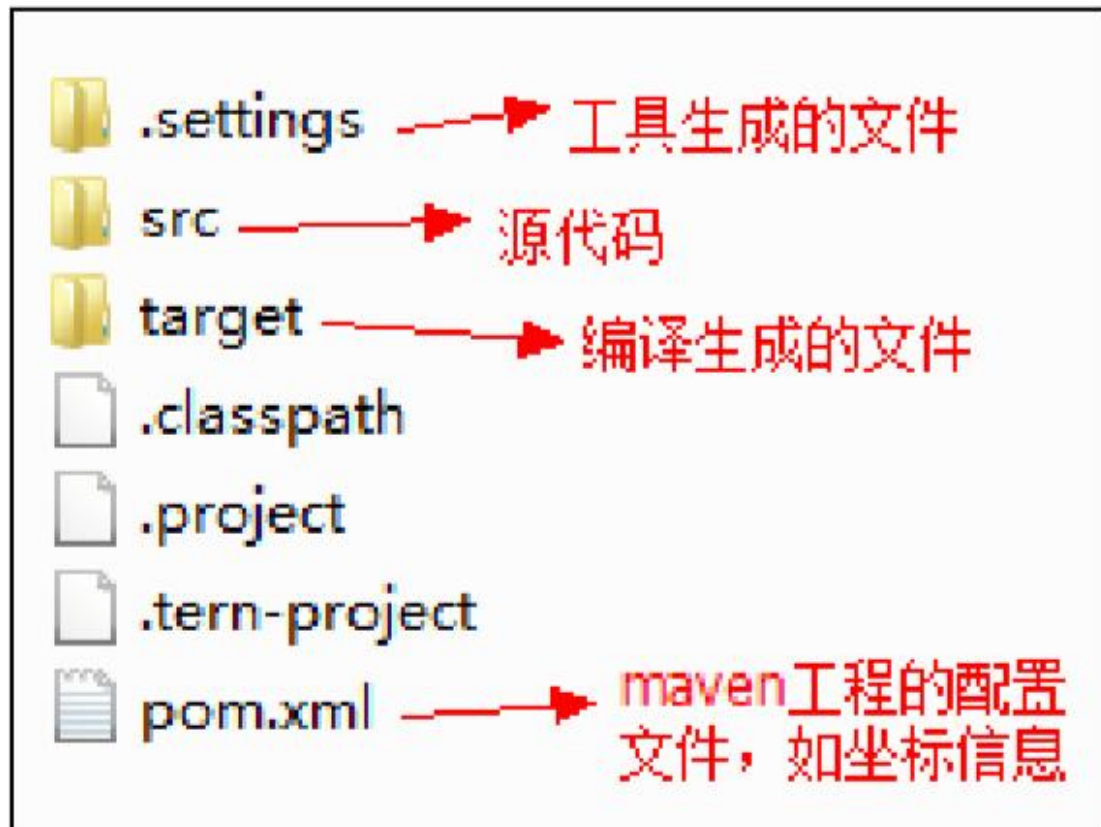 .settings 工具生成的文件
src 源代码
target 编译生成的文件
.classpath
.project
.tern-project
pom.xml maven工程的配置
文件，如坐标信息